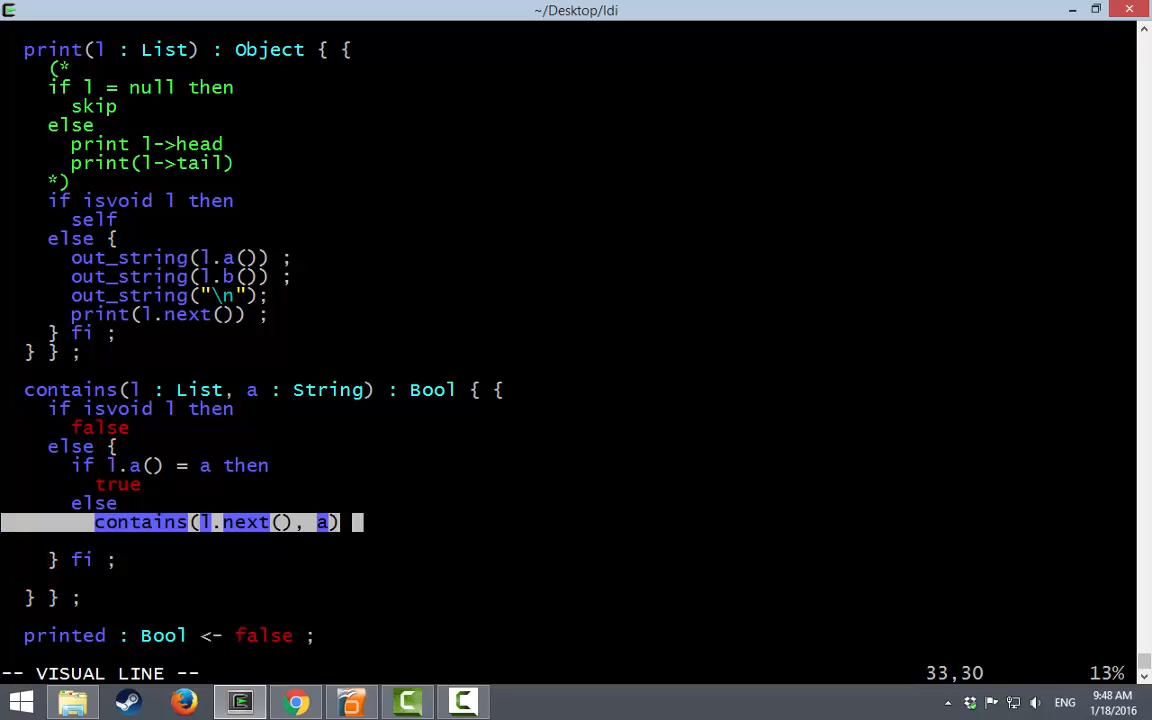 ~/Desktop/ldi
print(l : List) : Object { {
(*
if l = null then
skip
else
print l->head
print(l->tail)
*)
if isvoid l then
self
else {
out_string(l.a()) ;
out_string(l.b()) ;
out_string("\n");
print(l.next()) ;
} fi ;
} } ;
contains(l : List, a : String) : Bool { {
if isvoid l then
false
else {
if l.a() = a then
true
else
contains(l.next(), a)
} fi ;
} } ;
printed : Bool <- false ;
-- VISUAL LINE -- 33,30 13%
ENG 9:48 AM
1/18/2016